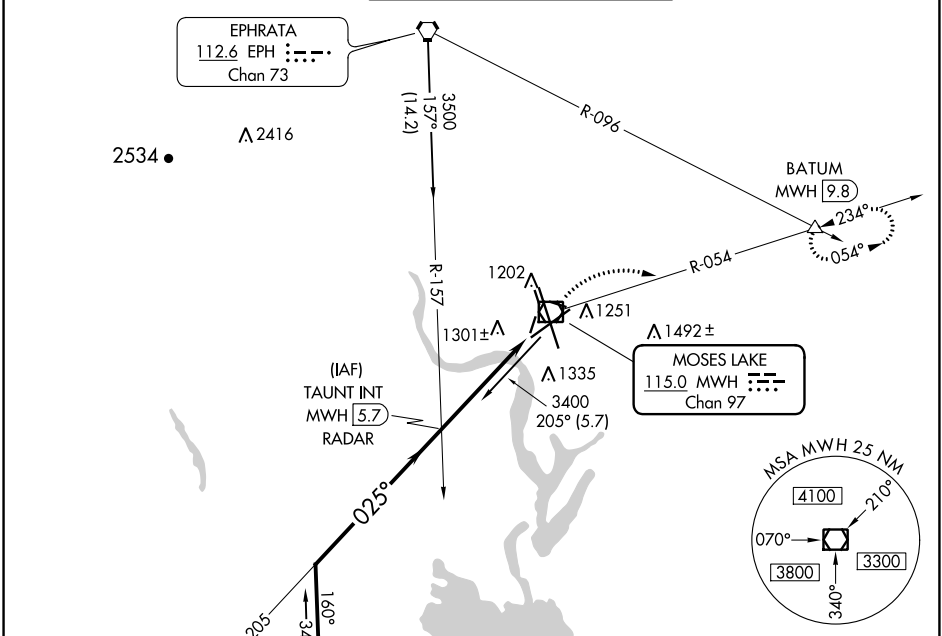 EPHRATA
112.6 EPH
Chan 73
3500
157°
(14.2)
R-096
2416
2534
BATUM
MWH 9.8
234°
054°
R-054
R-157
1202
1251
1301±
1492±
MOSES LAKE
115.0 MWH
Chan 97
1335
3400
205° (5.7)
(IAF)
TAUNT INT
MWH 5.7
RADAR
025°
MSA MWH 25 NM
4100
210°
070°
3800
3300
340°
160°
34
205